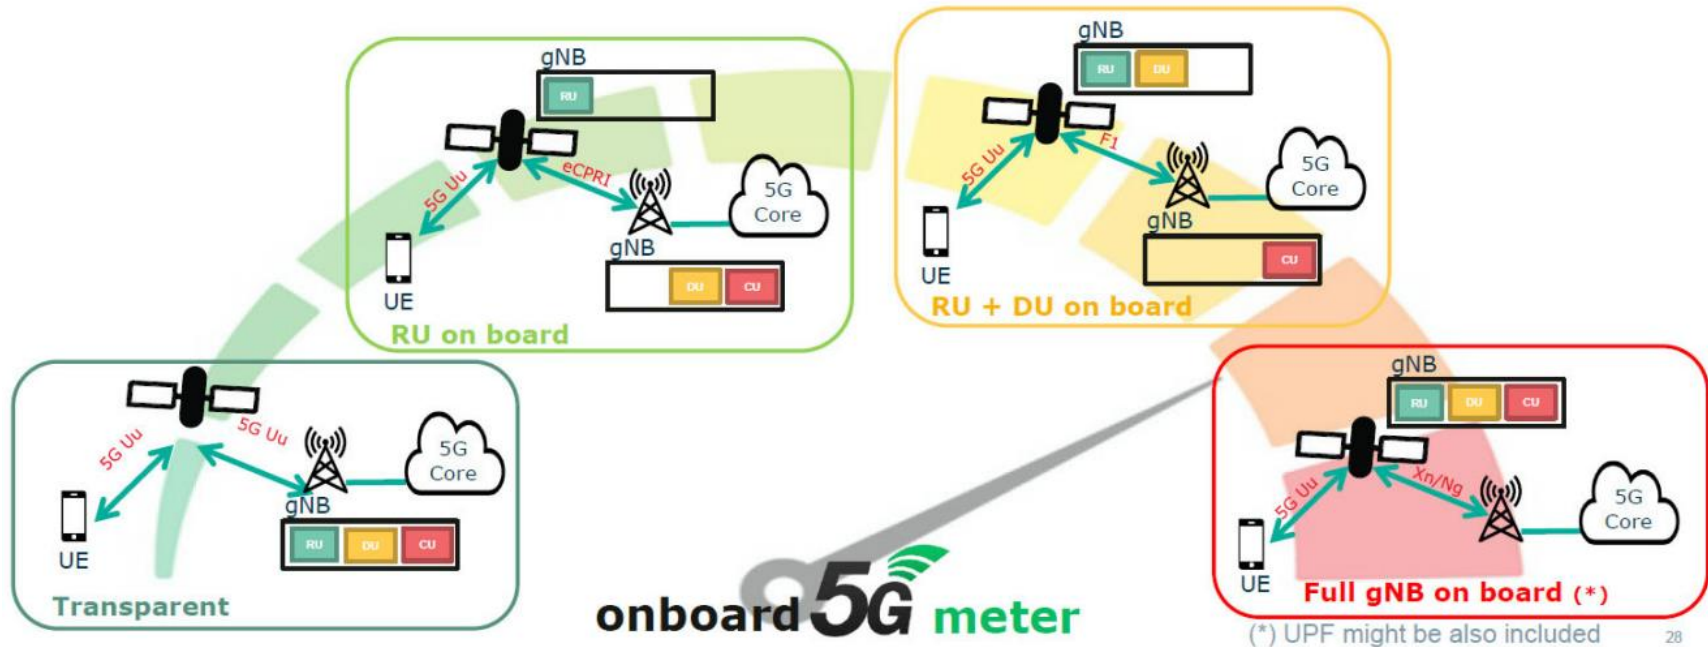 gNB
RU
5G Uu
eCPRI
5G
Core
gNB
DU CU
UE
RU on board
gNB
RU DU
5G Uu
F1
5G
Core
gNB
CU
UE
RU + DU on board
5G Uu
5G Uu
5G
Core
gNB
RU DU CU
UE
Transparent
gNB
RU DU CU
5G Uu
Xn/Ng
5G
Core
UE
Full gNB on board (*)
onboard 5G meter
(*) UPF might be also included
28